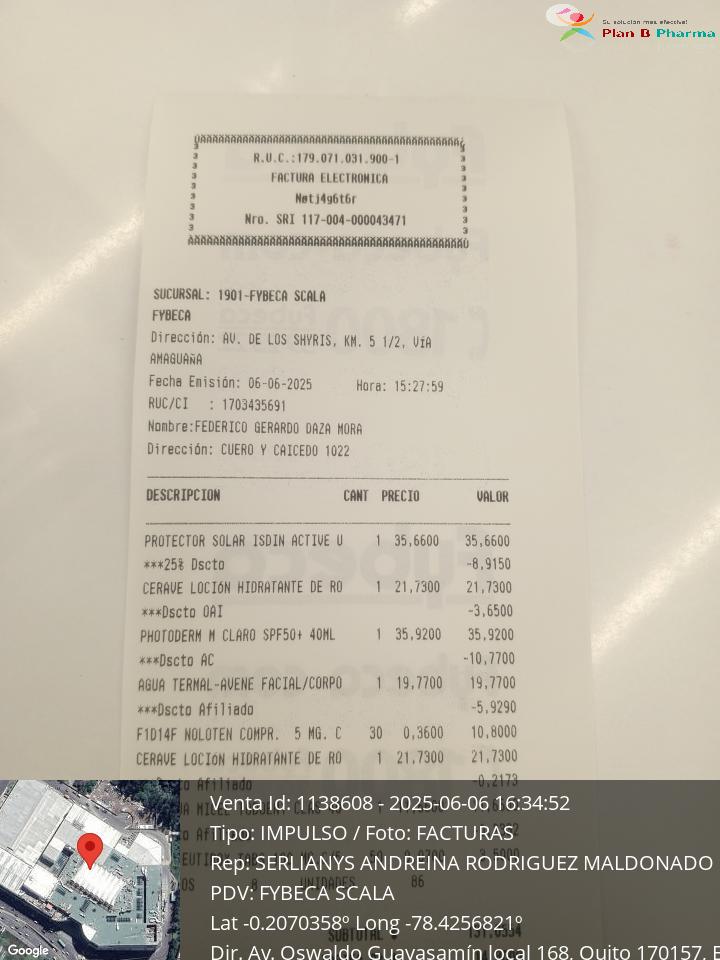 Su solución más efectiva!
Plan B Pharma
R.U.C.:179.071.031.900-1
FACTURA ELECTRONICA
Nøtj4g6t6r
Nro. SRI 117-004-000043471
SUCURSAL: 1901-FYBECA SCALA
FYBECA
Dirección: AV. DE LOS SHYRIS, KM. 5 1/2, VíA
AMAGUAñA
Fecha Emisión: 06-06-2025 Hora: 15:27:59
RUC/CI : 1703435691
Nombre:FEDERICO GERARDO DAZA MORA
Dirección: CUERO Y CAICEDO 1022
DESCRIPCION CANT PRECIO VALOR
PROTECTOR SOLAR ISDIN ACTIVE U 1 35,6600 35,6600
***25% Dscto -8,9150
CERAVE LOCIóN HIDRATANTE DE RO 1 21,7300 21,7300
***Dscto OAI -3,6500
PHOTODERM M CLARO SPF50+ 40ML 1 35,9200 35,9200
***Dscto AC -10,7700
AGUA TERMAL-AVENE FACIAL/CORPO 1 19,7700 19,7700
***Dscto Afiliado -5,9290
F1D14F NOLOTEN COMPR. 5 MG. C 30 0,3600 10,8000
CERAVE LOCIóN HIDRATANTE DE RO 1 21,7300 21,7300
Afiliado -0,2173
Venta Id: 1138608 - 2025-06-06 16:34:52
Tipo: IMPULSO / Foto: FACTURAS
Rep: SERLIANYS ANDREINA RODRIGUEZ MALDONADO
PDV: FYBECA SCALA
UNIDADES 86
Lat -0.2070358º Long -78.4256821º
SUBTOTAL
Dir. Av. Oswaldo Guayasamín local 168, Quito 170157, E
Google